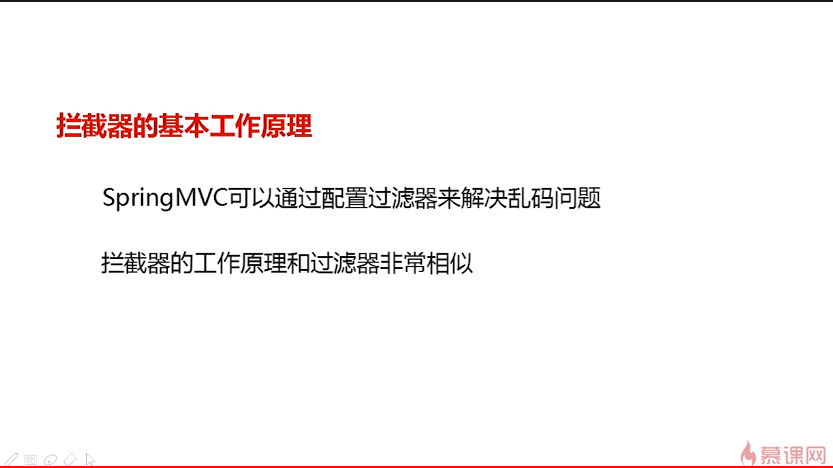 拦截器的基本工作原理
SpringMVC可以通过配置过滤器来解决乱码问题
拦截器的工作原理和过滤器非常相似
慕课网